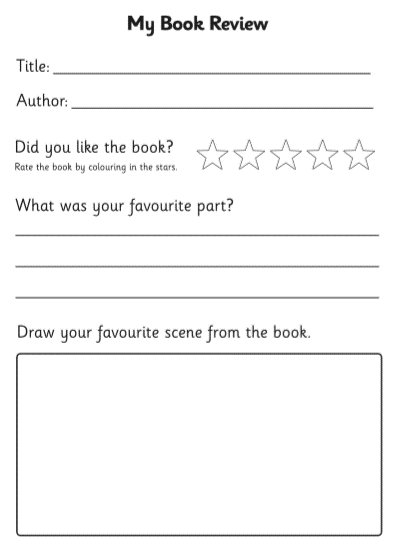 My Book Review
Title:
Author:
Did you like the book?
Rate the book by colouring in the stars.
What was your favourite part?
Draw your favourite scene from the book.